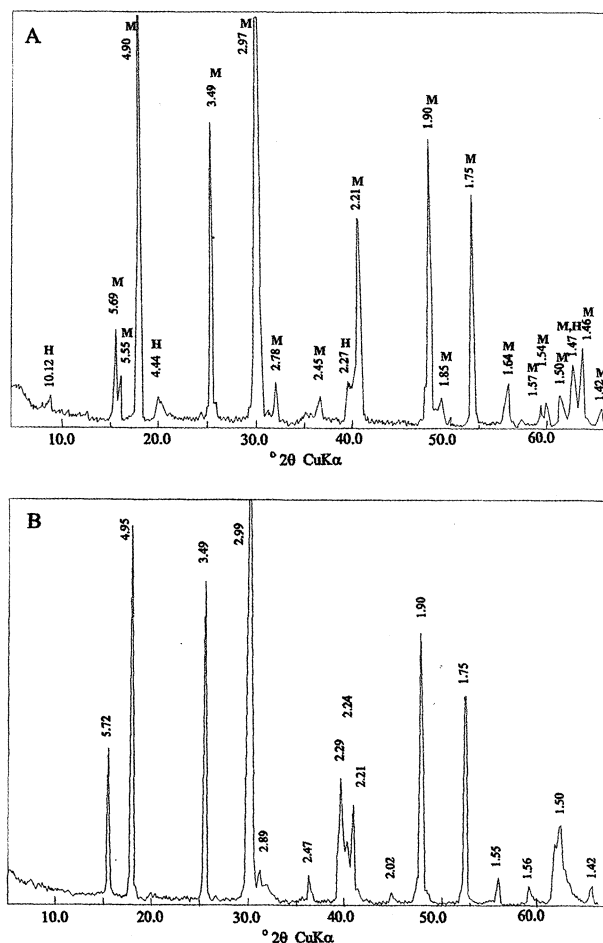 A
10.12 H
5.69 M
5.55 M
4.90 M
4.44 H
3.49 M
2.97 M
2.78 M
2.45 M
2.27 H
2.21 M
1.90 M
1.85 M
1.75 M
1.64 M
1.57 M
1.54 M
1.50 M
1.47 M,H
1.46 M
1.42 M
10.0 20.0 30.0 40.0 50.0 60.0
° 2θ CuKα
B
5.72
4.95
3.49
2.99
2.89
2.47
2.29
2.24
2.21
2.02
1.90
1.75
1.55
1.56
1.50
1.42
10.0 20.0 30.0 40.0 50.0 60.0
° 2θ CuKα